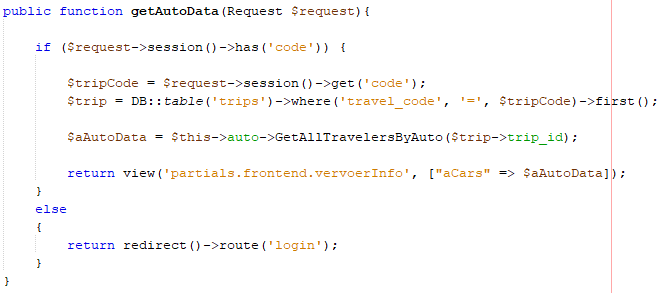 public function getAutoData(Request $request){
if ($request->session()->has('code')) {
$tripCode = $request->session()->get('code');
$trip = DB::table('trips')->where('travel_code', '=', $tripCode)->first();
$aAutoData = $this->auto->GetAllTravelersByAuto($trip->trip_id);
return view('partials.frontend.vervoerInfo', ["aCars" => $aAutoData]);
}
else
{
return redirect()->route('login');
}
}